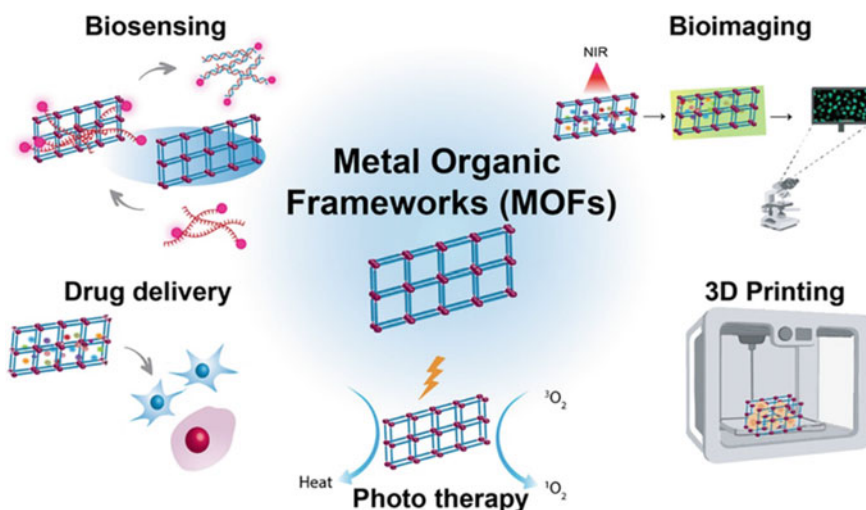 Biosensing
Bioimaging
NIR
Metal Organic
Frameworks (MOFs)
Drug delivery
3D Printing
³O₂
Heat
¹O₂
Photo therapy